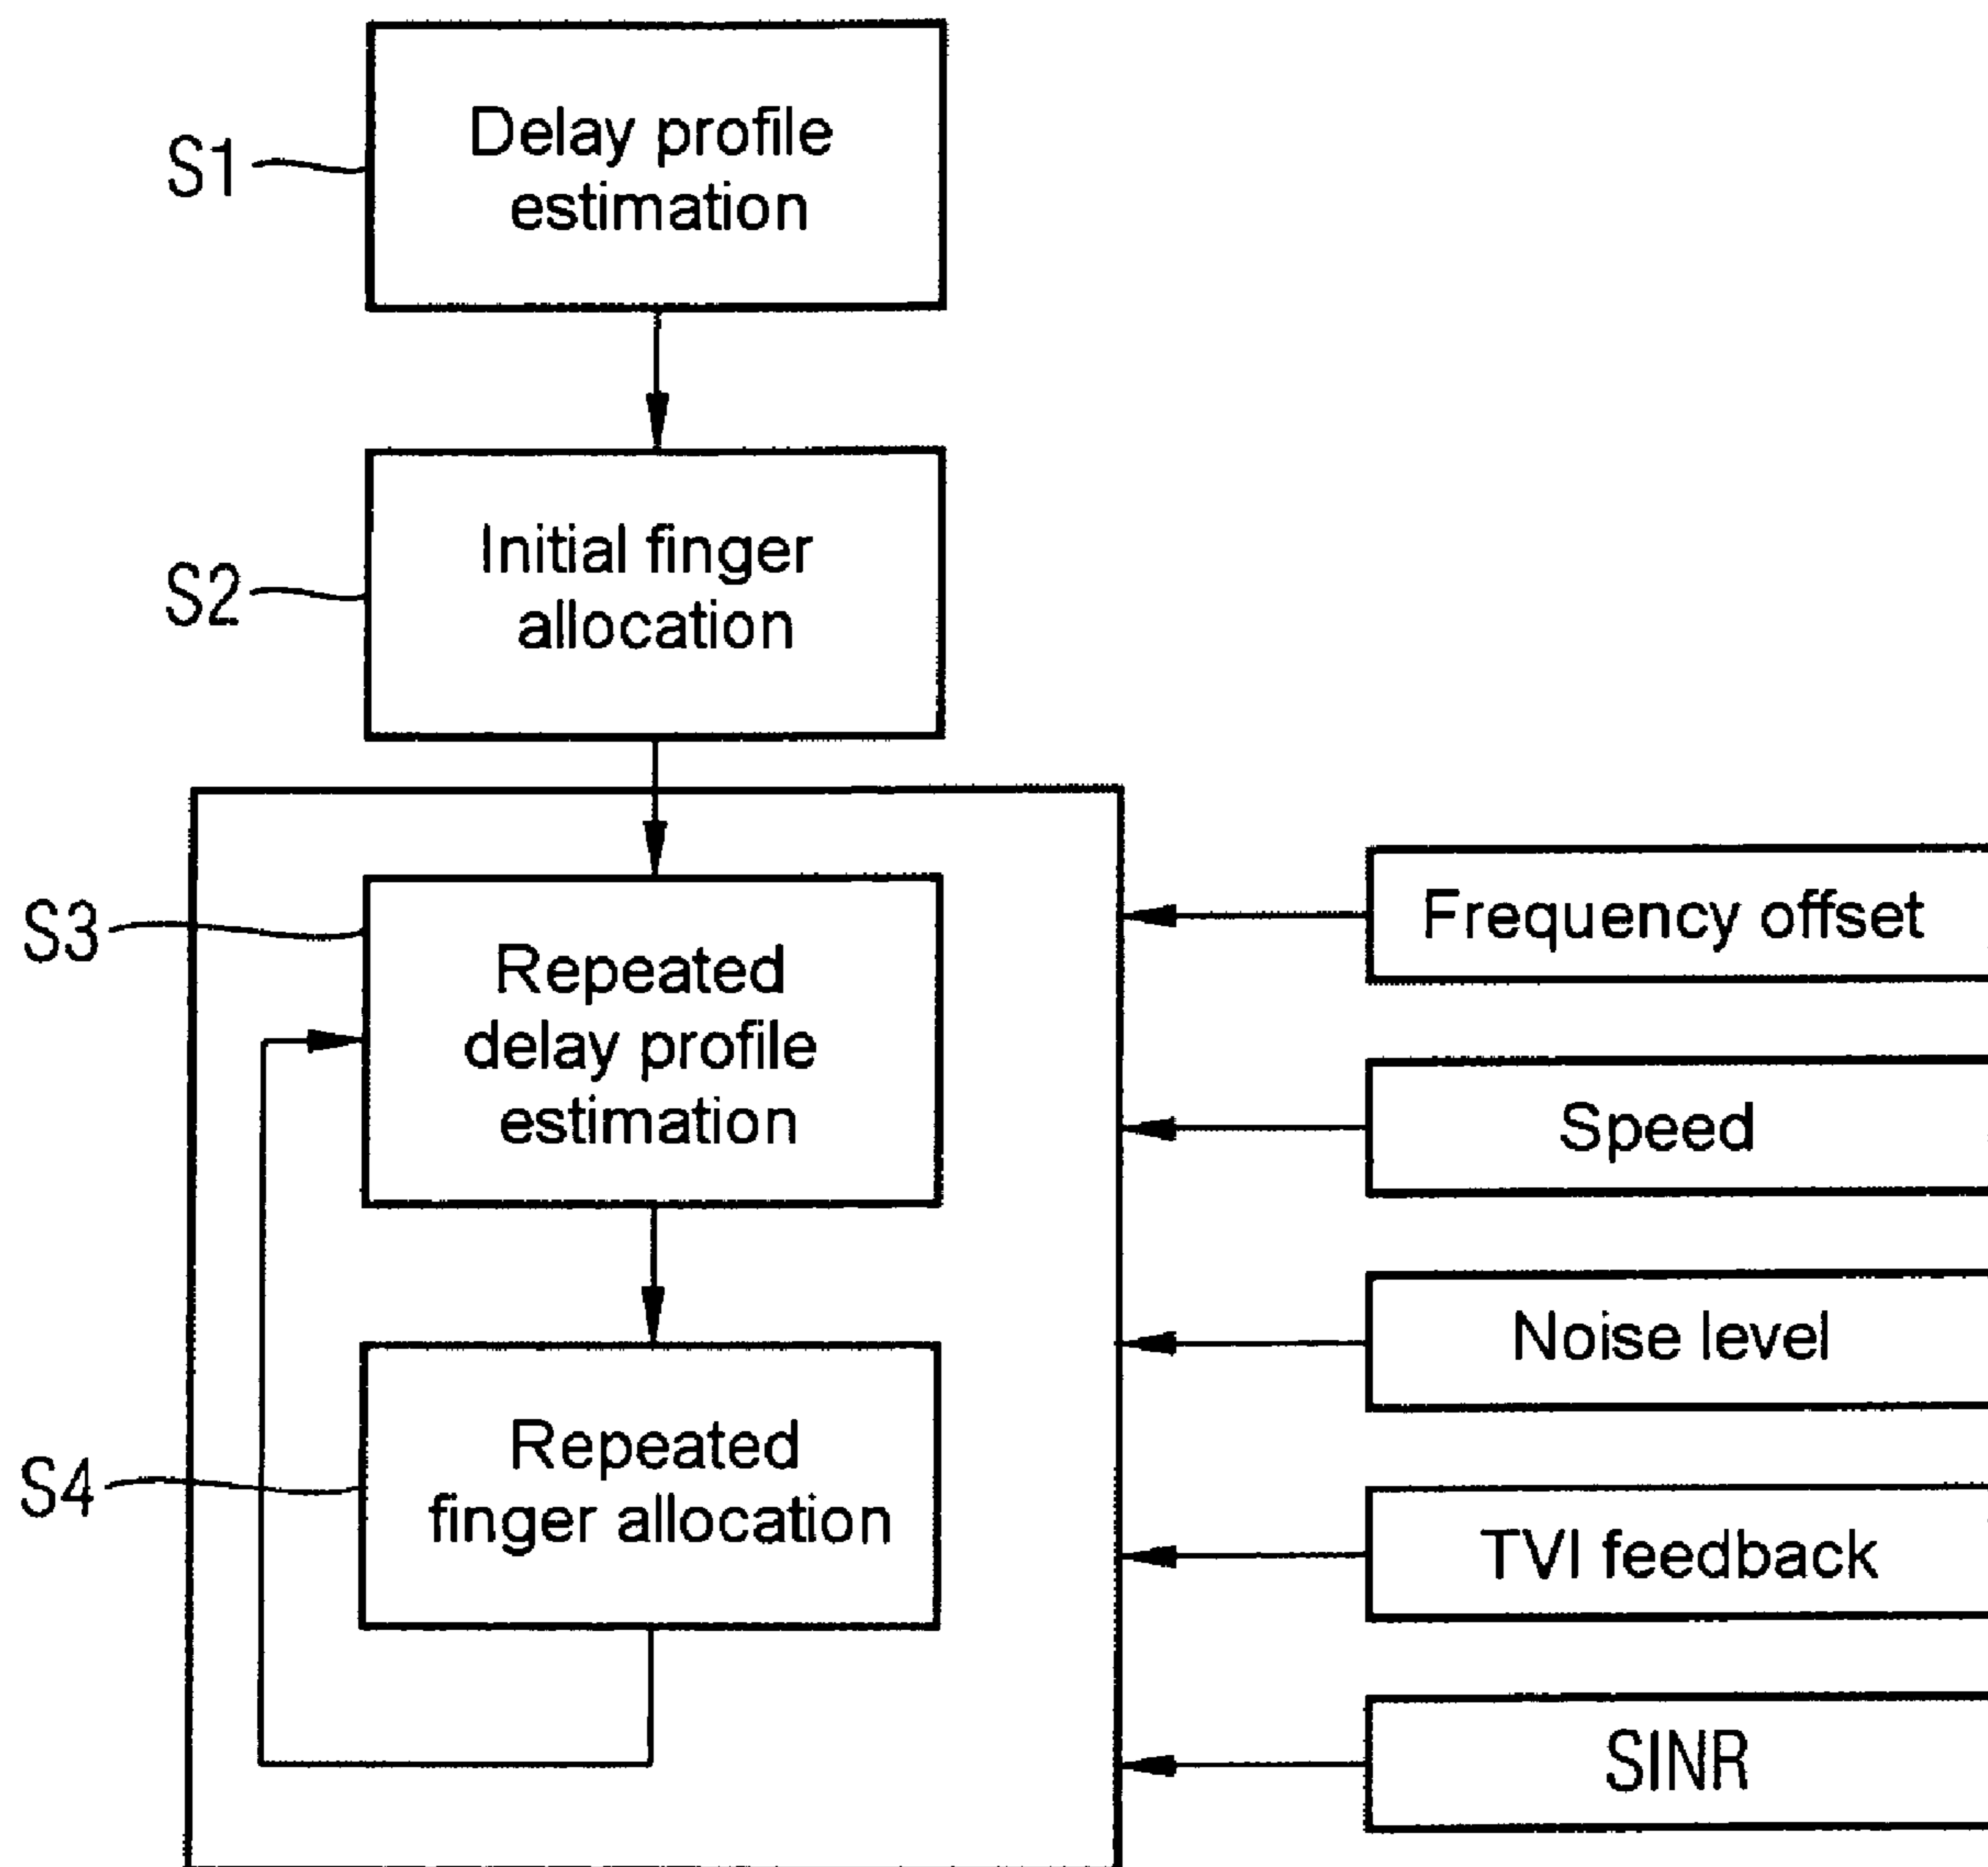 S1
Delay profile
estimation
S2
Initial finger
allocation
S3
Repeated
delay profile
estimation
S4
Repeated
finger allocation
Frequency offset
Speed
Noise level
TVI feedback
SINR